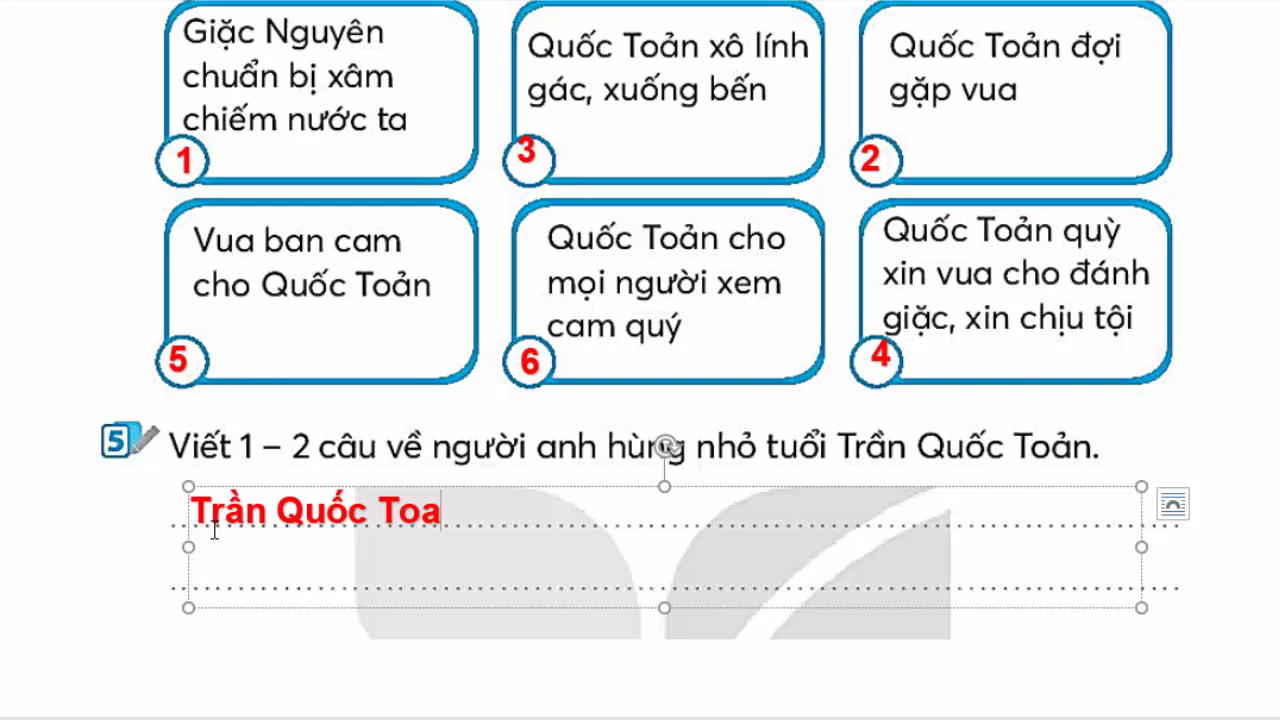 Giặc Nguyên
chuẩn bị xâm
chiếm nước ta
1
Quốc Toản xô lính
gác, xuống bến
3
Quốc Toản đợi
gặp vua
2
Vua ban cam
cho Quốc Toản
5
Quốc Toản cho
mọi người xem
cam quý
6
Quốc Toản quỳ
xin vua cho đánh
giặc, xin chịu tội
4
5 Viết 1 – 2 câu về người anh hùng nhỏ tuổi Trần Quốc Toản.
Trần Quốc Toa